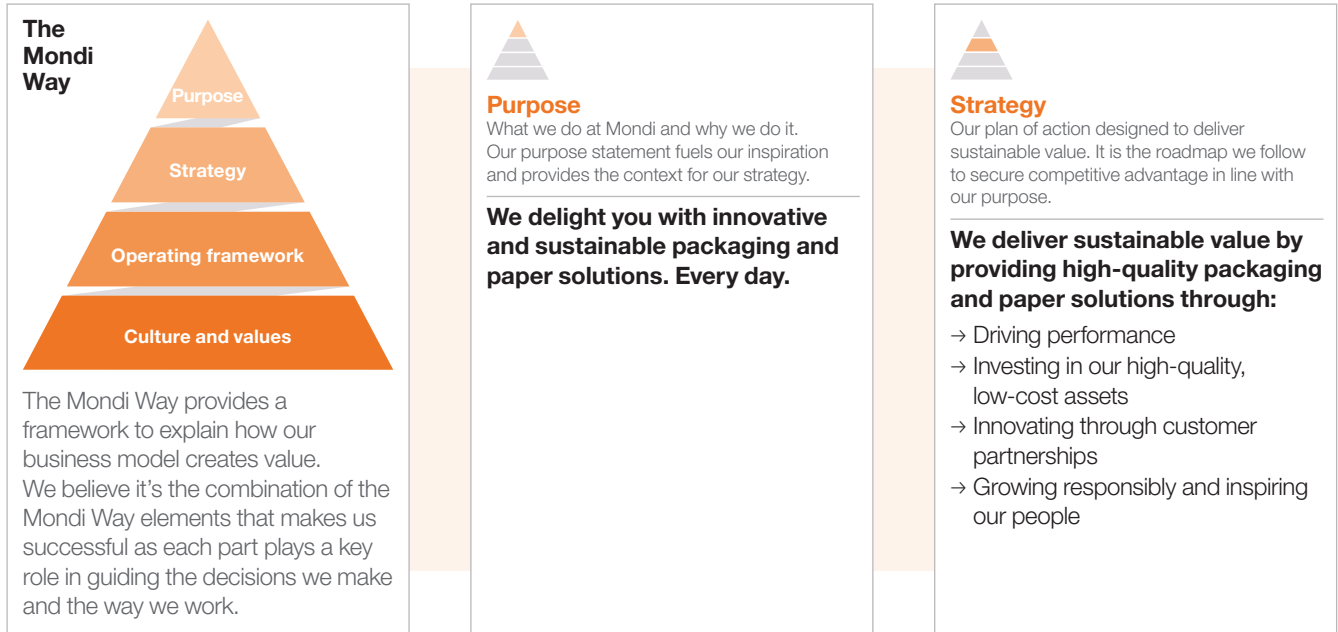 The
Mondi
Way
Purpose
Strategy
Operating framework
Culture and values
The Mondi Way provides a
framework to explain how our
business model creates value.
We believe it’s the combination of the
Mondi Way elements that makes us
successful as each part plays a key
role in guiding the decisions we make
and the way we work.
Purpose
What we do at Mondi and why we do it.
Our purpose statement fuels our inspiration
and provides the context for our strategy.
We delight you with innovative
and sustainable packaging and
paper solutions. Every day.
Strategy
Our plan of action designed to deliver
sustainable value. It is the roadmap we follow
to secure competitive advantage in line with
our purpose.
We deliver sustainable value by
providing high-quality packaging
and paper solutions through:
→ Driving performance
→ Investing in our high-quality,
low-cost assets
→ Innovating through customer
partnerships
→ Growing responsibly and inspiring
our people